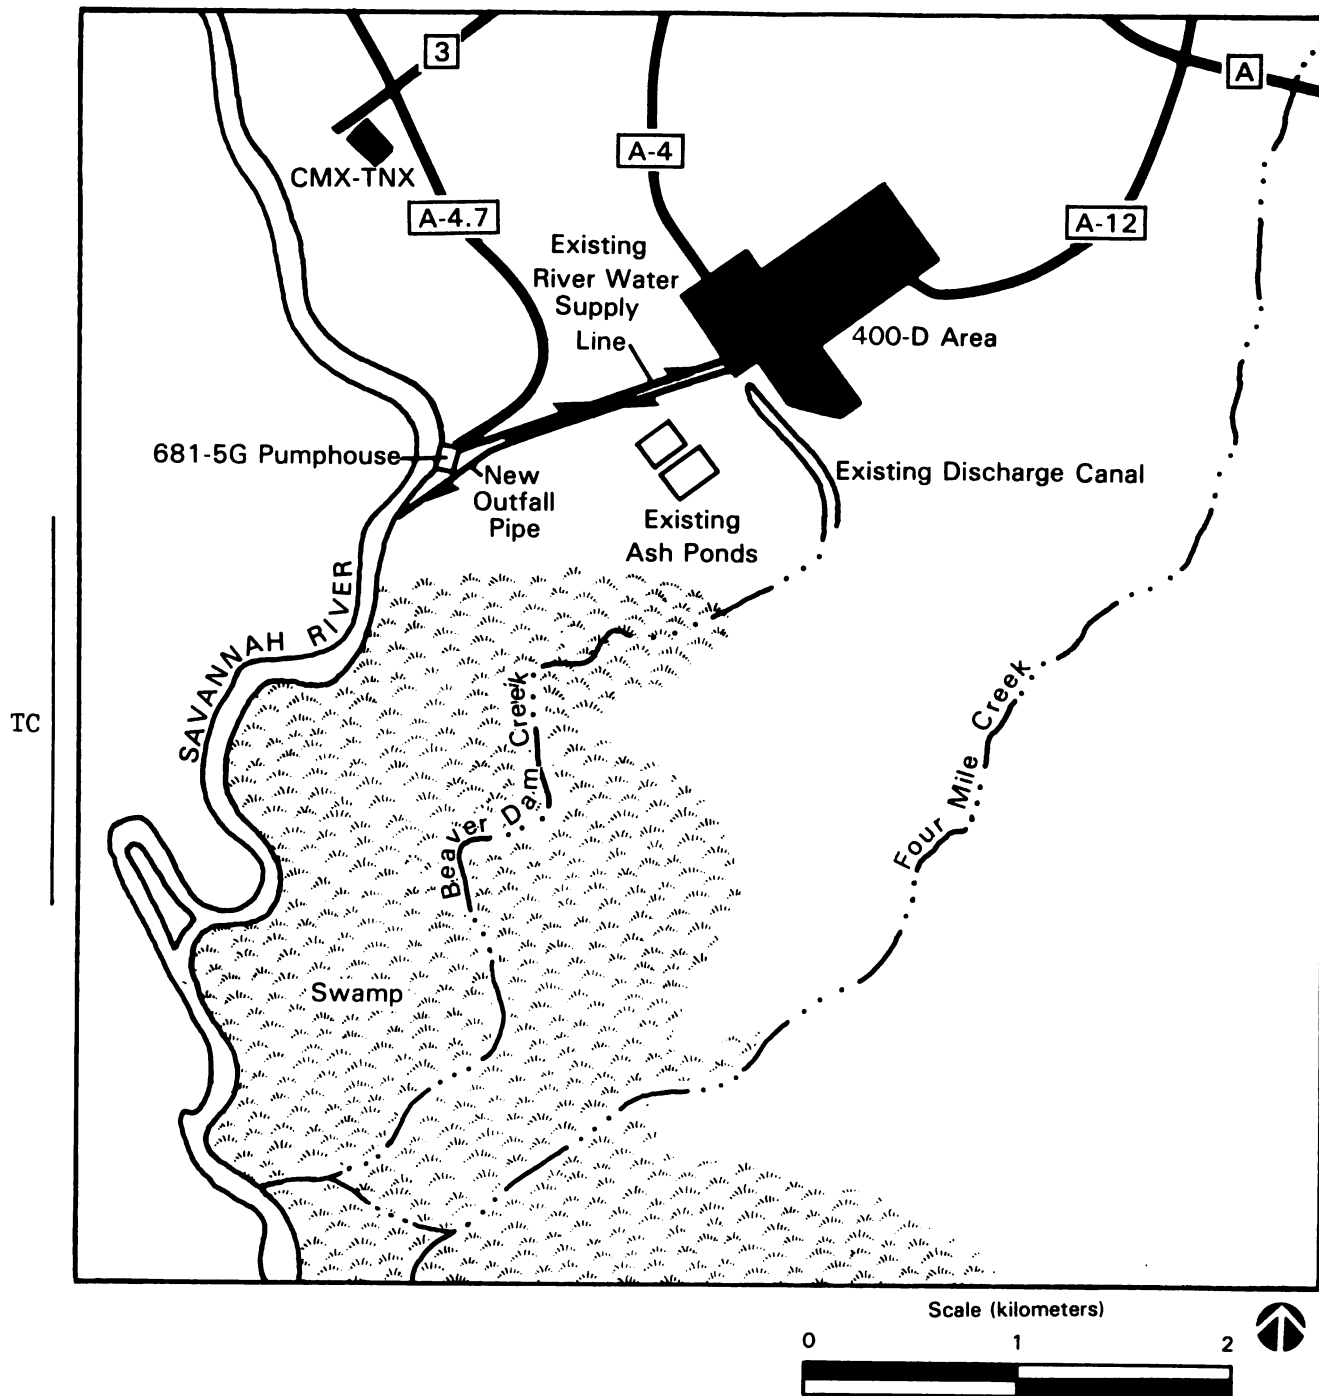 3
A
A-4
CMX-TNX
A-4.7
A-12
Existing
River Water
Supply
Line
400-D Area
681-5G Pumphouse
New
Outfall
Pipe
Existing Discharge Canal
Existing
Ash Ponds
SAVANNAH RIVER
TC
Beaver Dam Creek
Four Mile Creek
Swamp
Scale (kilometers)
0 1 2